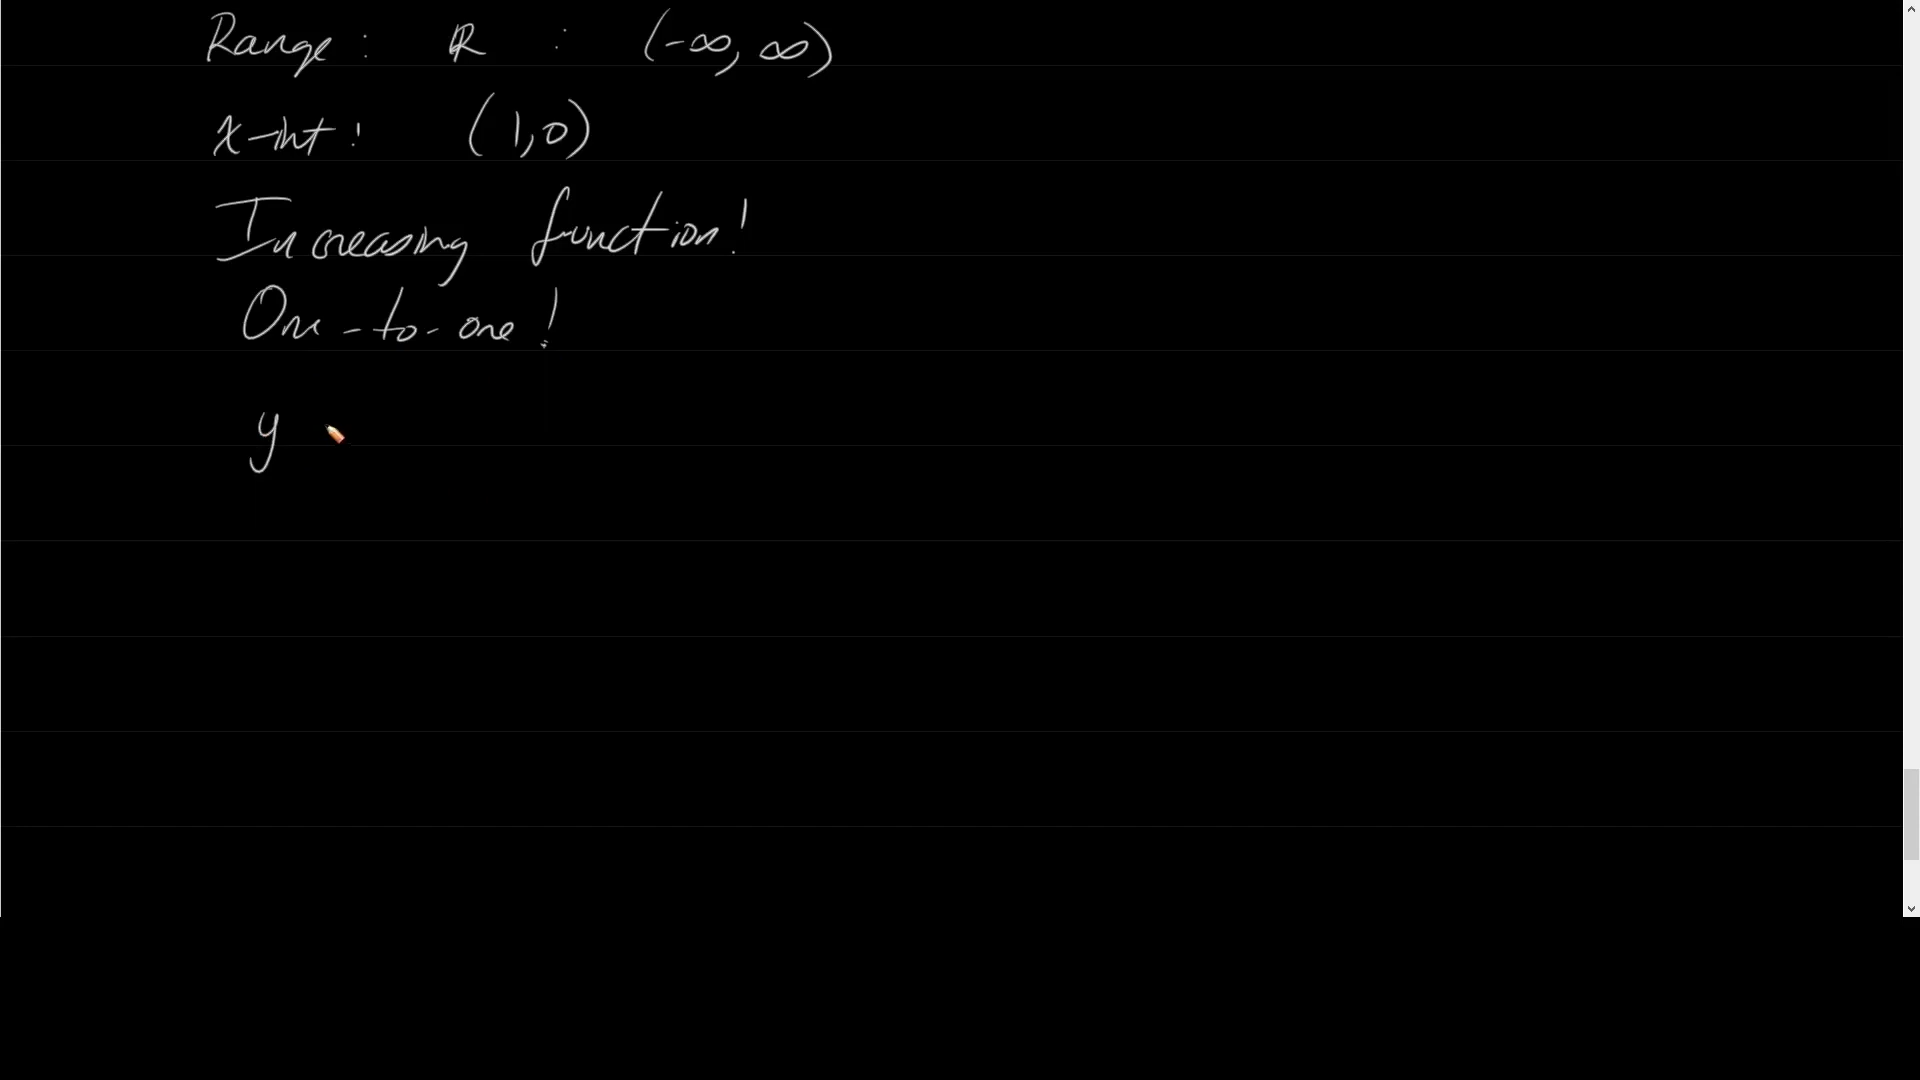 Range: ℝ : (-∞, ∞)
x-int: (1,0)
Increasing function!
One-to-one!
y